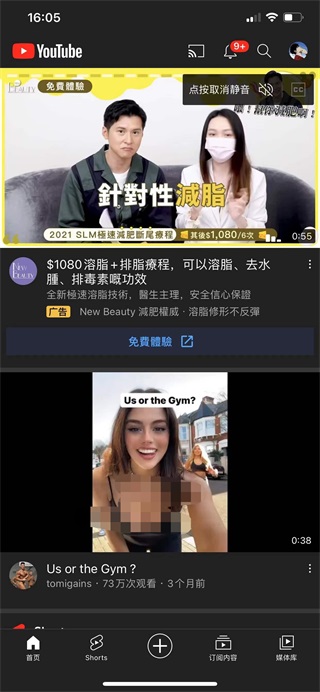 16:05
YouTube
9+
BEAUTY
免費體驗
点按取消静音
CC
針對性減脂
2021 SLM極速減肥斷尾療程
其後$1,080/6次
0:55
$1080溶脂+排脂療程，可以溶脂、去水
腫、排毒素嘅功效
全新極速溶脂技術，醫生主理，安全信心保證
广告 New Beauty 減肥權威 · 溶脂修形不反彈
免費體驗
Us or the Gym?
0:38
Us or the Gym ?
tomigains · 73万次观看 · 3个月前
首页
Shorts
订阅内容
媒体库